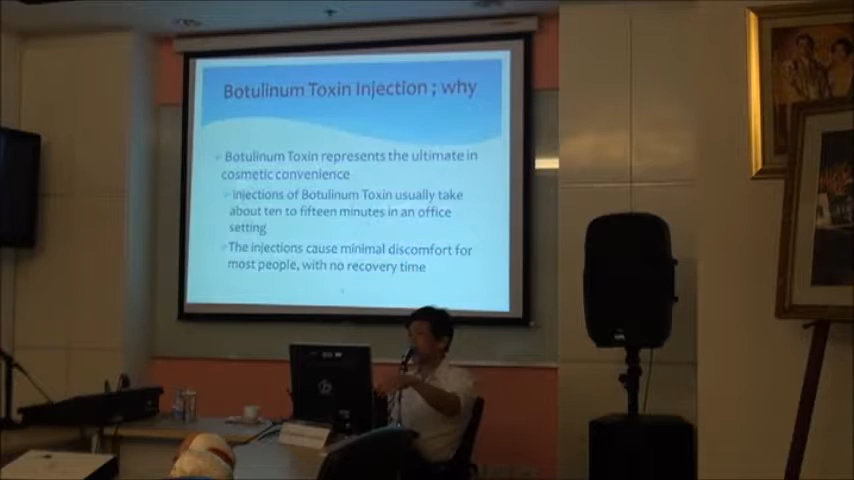 Botulinum Toxin Injection ; why
Botulinum Toxin represents the ultimate in
cosmetic convenience
Injections of Botulinum Toxin usually take
about ten to fifteen minutes in an office
setting
The injections cause minimal discomfort for
most people, with no recovery time